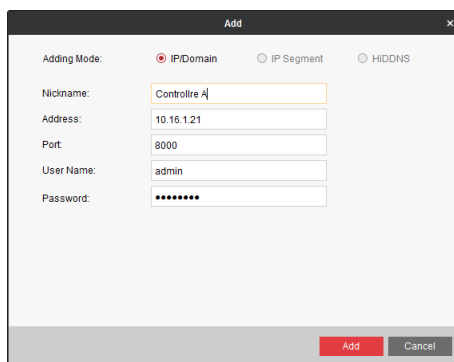 Add ×
Adding Mode: IP/Domain IP Segment HiDDNS
Nickname: Controllre A
Address: 10.16.1.21
Port: 8000
User Name: admin
Password: ●●●●●●●●
Add Cancel